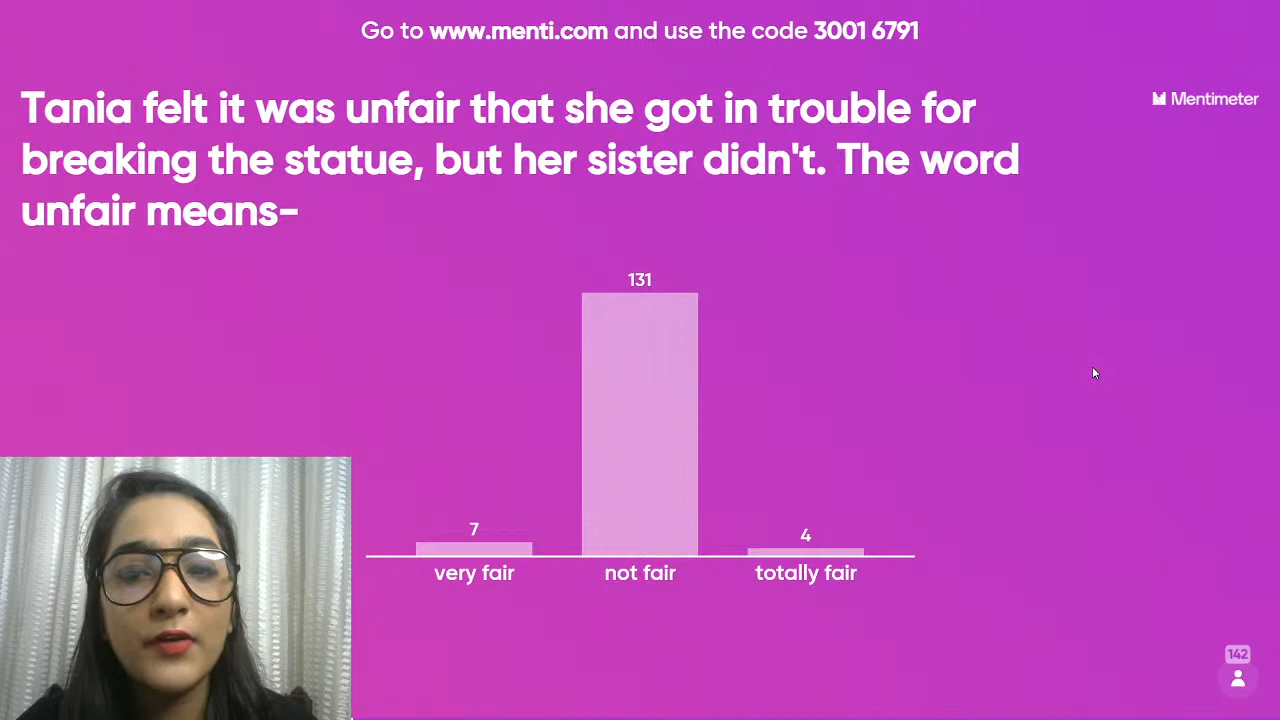 Go to www.menti.com and use the code 3001 6791
Mentimeter
Tania felt it was unfair that she got in trouble for
breaking the statue, but her sister didn't. The word
unfair means-
131
7
4
very fair
not fair
totally fair
142